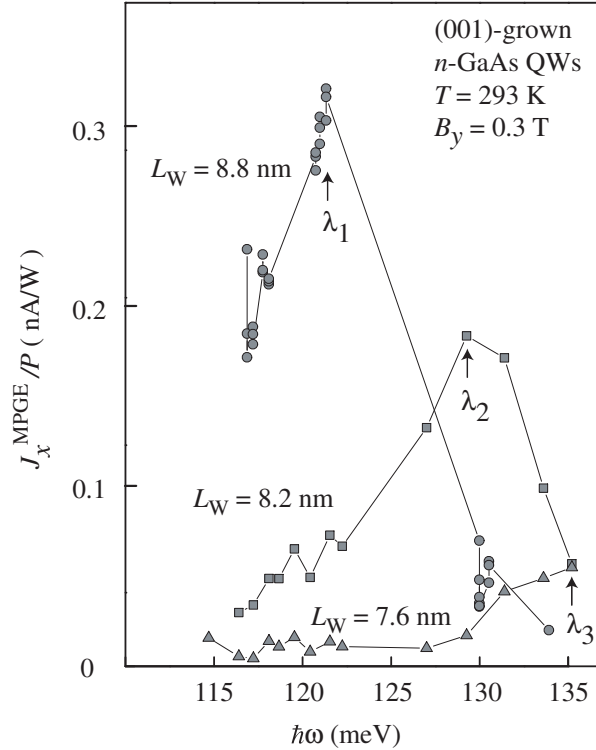 (001)-grown
n-GaAs QWs
T = 293 K
B_y = 0.3 T
0.3
L_W = 8.8 nm
λ_1
0.2
λ_2
J_x^MPGE /P ( nA/W)
0.1
L_W = 8.2 nm
L_W = 7.6 nm
λ_3
0
115 120 125 130 135
ħω (meV)